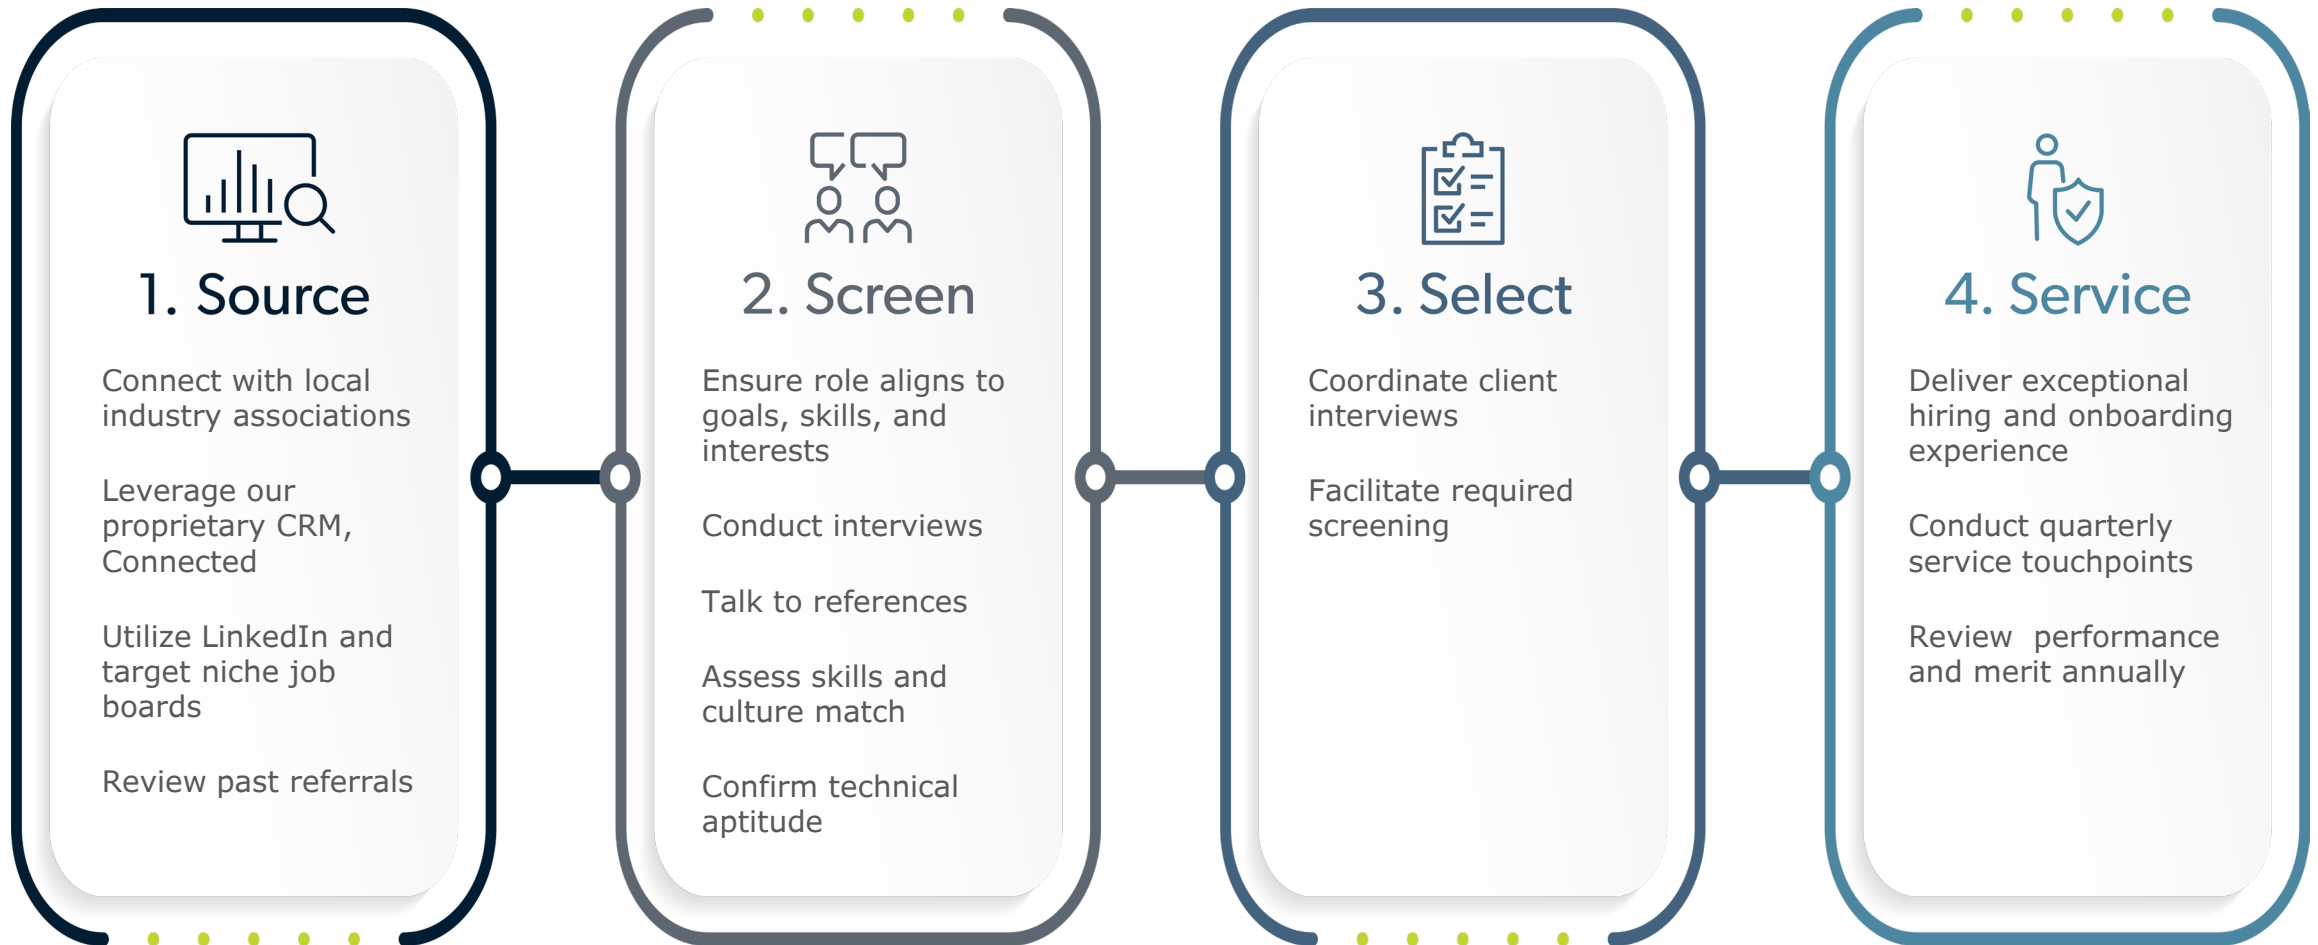 1. Source
Connect with local
industry associations
Leverage our
proprietary CRM,
Connected
Utilize LinkedIn and
target niche job
boards
Review past referrals
2. Screen
Ensure role aligns to
goals, skills, and
interests
Conduct interviews
Talk to references
Assess skills and
culture match
Confirm technical
aptitude
3. Select
Coordinate client
interviews
Facilitate required
screening
4. Service
Deliver exceptional
hiring and onboarding
experience
Conduct quarterly
service touchpoints
Review  performance
and merit annually